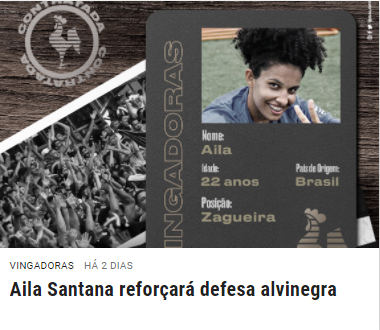 CONTRATADA
CONTRATADA
VINGADORAS
Nome:
Aila
Idade:
País de Origem:
22 anos
Brasil
Posição:
Zagueira
VINGADORAS HÁ 2 DIAS
Aila Santana reforçará defesa alvinegra